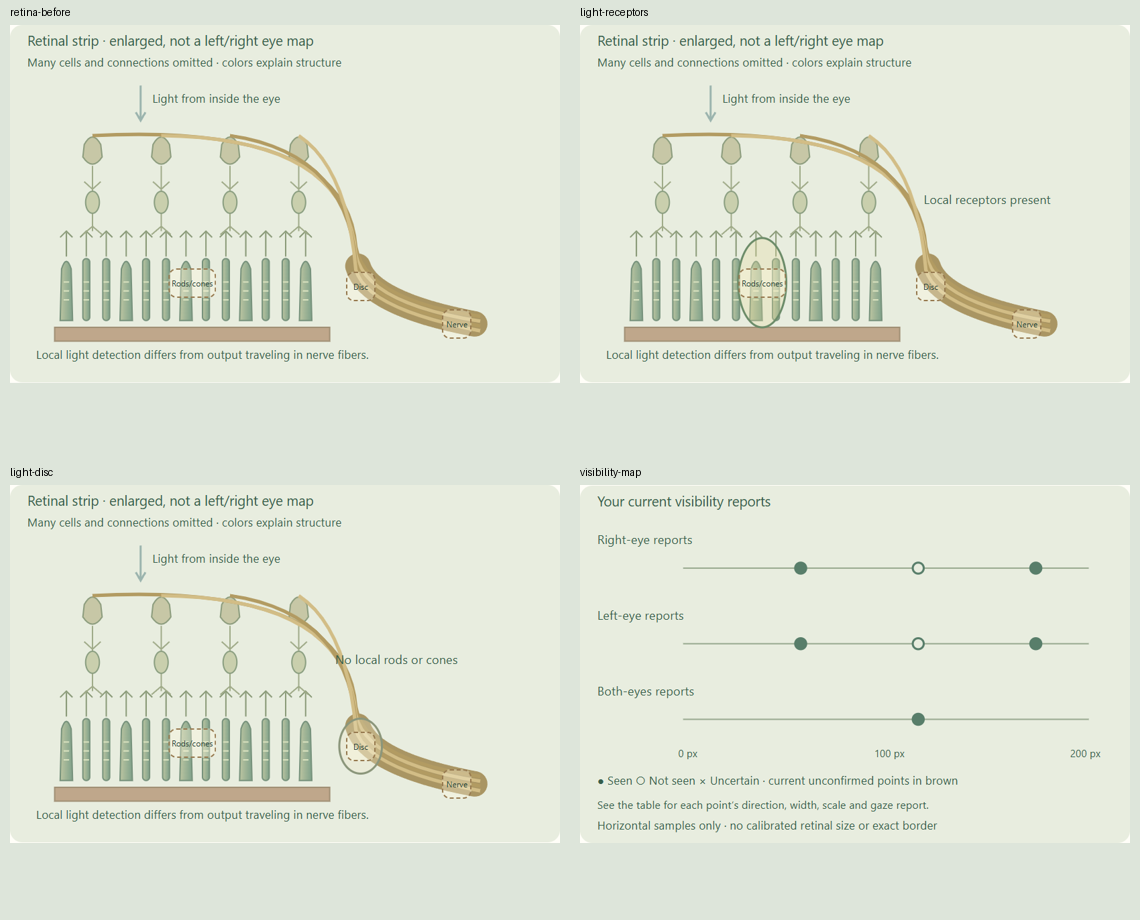 retina-before
Retinal strip · enlarged, not a left/right eye map
Many cells and connections omitted · colors explain structure
Light from inside the eye
Rods/cones
Disc
Nerve
Local light detection differs from output traveling in nerve fibers.
light-receptors
Retinal strip · enlarged, not a left/right eye map
Many cells and connections omitted · colors explain structure
Light from inside the eye
Local receptors present
Rods/cones
Disc
Nerve
Local light detection differs from output traveling in nerve fibers.
light-disc
Retinal strip · enlarged, not a left/right eye map
Many cells and connections omitted · colors explain structure
Light from inside the eye
No local rods or cones
Rods/cones
Disc
Nerve
Local light detection differs from output traveling in nerve fibers.
visibility-map
Your current visibility reports
Right-eye reports
Left-eye reports
Both-eyes reports
0 px 100 px 200 px
● Seen ○ Not seen × Uncertain · current unconfirmed points in brown
See the table for each point's direction, width, scale and gaze report.
Horizontal samples only · no calibrated retinal size or exact border